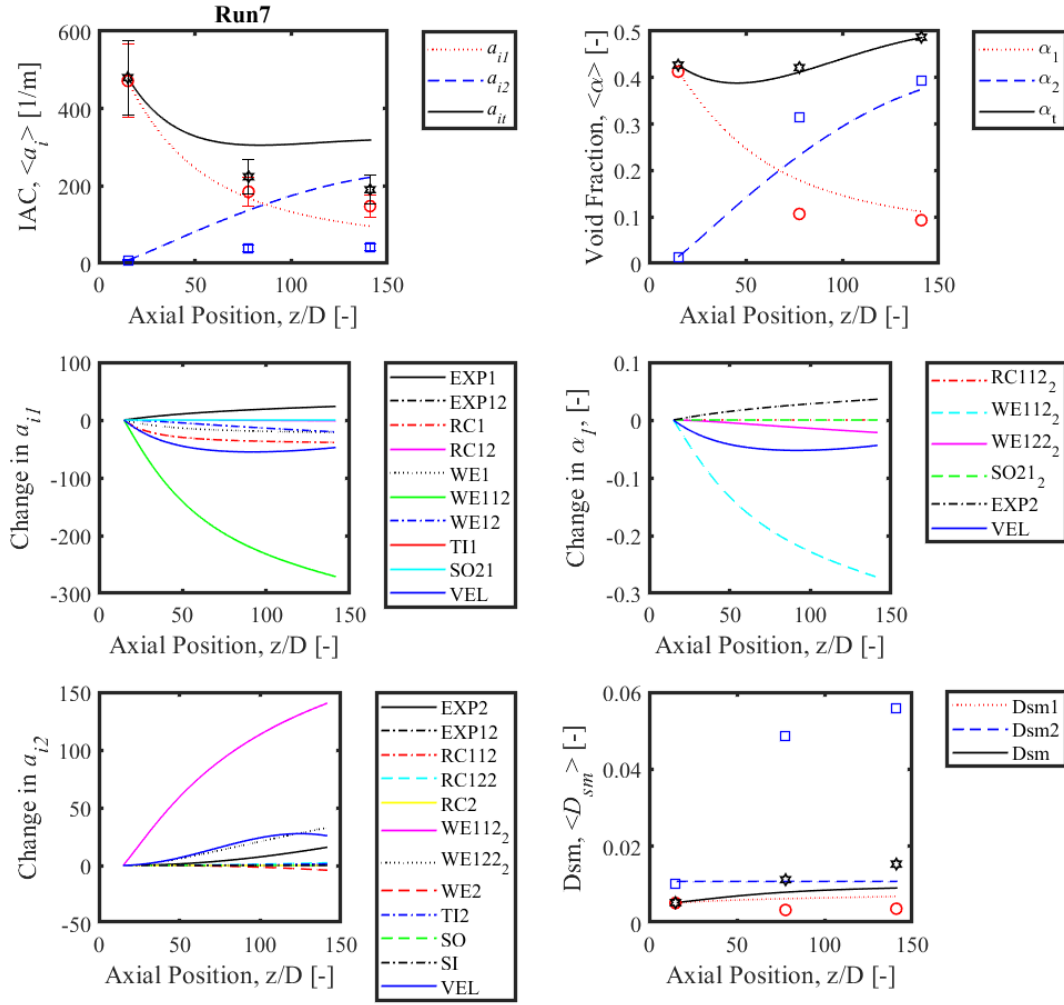 Run7
600
400
200
0
IAC, <a_i> [1/m]
0 50 100 150
Axial Position, z/D [-]
a_i1
a_i2
a_it
0.5
0.4
0.3
0.2
0.1
0
Void Fraction, <α> [-]
0 50 100 150
Axial Position, z/D [-]
α_1
α_2
α_t
100
0
-100
-200
-300
Change in a_i1
0 50 100 150
Axial Position, z/D [-]
EXP1
EXP12
RC1
RC12
WE1
WE112
WE12
TI1
SO21
VEL
0.1
0
-0.1
-0.2
-0.3
Change in α_1, [-]
0 50 100 150
Axial Position, z/D [-]
RC112_2
WE112_2
WE122_2
SO21_2
EXP2
VEL
150
100
50
0
-50
Change in a_i2
0 50 100 150
Axial Position, z/D [-]
EXP2
EXP12
RC112
RC122
RC2
WE112_2
WE122_2
WE2
TI2
SO
SI
VEL
0.06
0.04
0.02
0
Dsm, <D_sm> [-]
0 50 100 150
Axial Position, z/D [-]
Dsm1
Dsm2
Dsm